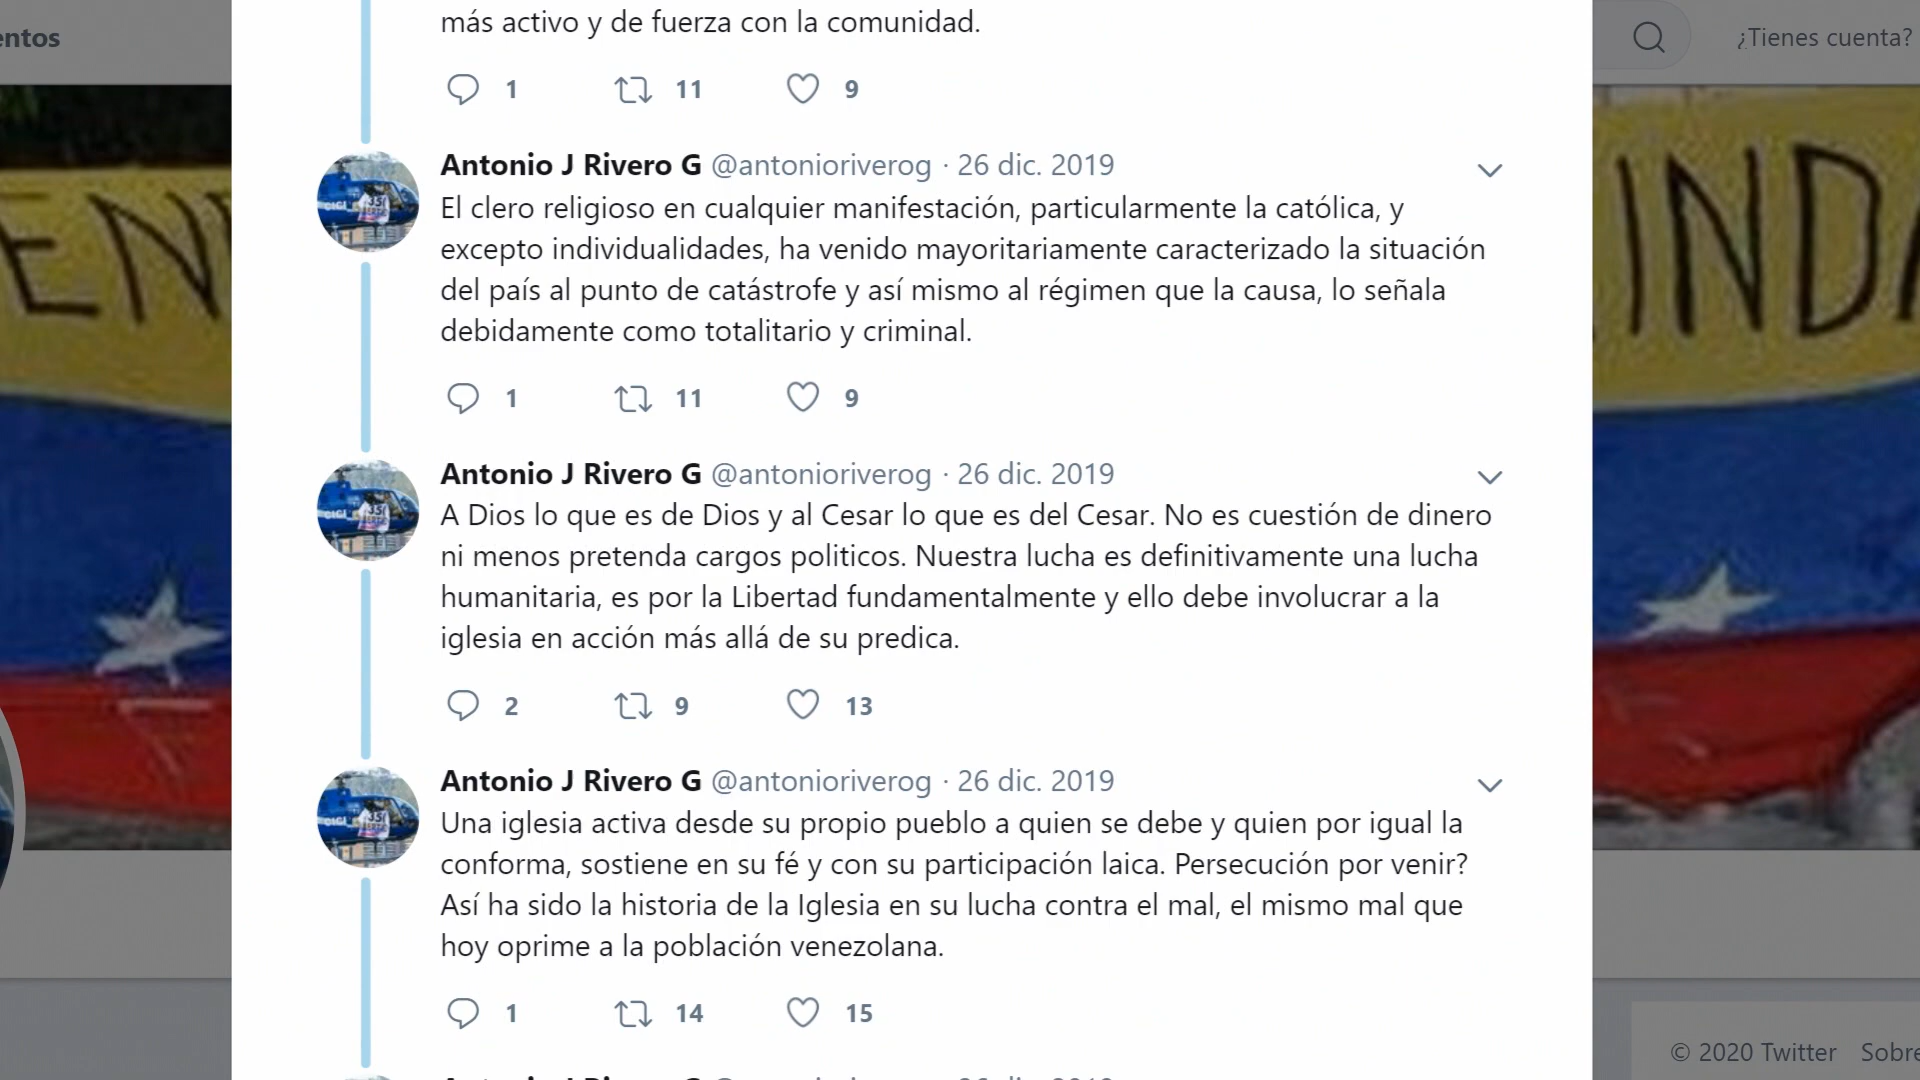 entos
¿Tienes cuenta?
más activo y de fuerza con la comunidad.
1 11 9
Antonio J Rivero G @antonioriverog · 26 dic. 2019
El clero religioso en cualquier manifestación, particularmente la católica, y
excepto individualidades, ha venido mayoritariamente caracterizado la situación
del país al punto de catástrofe y así mismo al régimen que la causa, lo señala
debidamente como totalitario y criminal.
1 11 9
Antonio J Rivero G @antonioriverog · 26 dic. 2019
A Dios lo que es de Dios y al Cesar lo que es del Cesar. No es cuestión de dinero
ni menos pretenda cargos politicos. Nuestra lucha es definitivamente una lucha
humanitaria, es por la Libertad fundamentalmente y ello debe involucrar a la
iglesia en acción más allá de su predica.
2 9 13
Antonio J Rivero G @antonioriverog · 26 dic. 2019
Una iglesia activa desde su propio pueblo a quien se debe y quien por igual la
conforma, sostiene en su fé y con su participación laica. Persecución por venir?
Así ha sido la historia de la Iglesia en su lucha contra el mal, el mismo mal que
hoy oprime a la población venezolana.
1 14 15
EN
INDA
© 2020 Twitter Sobre